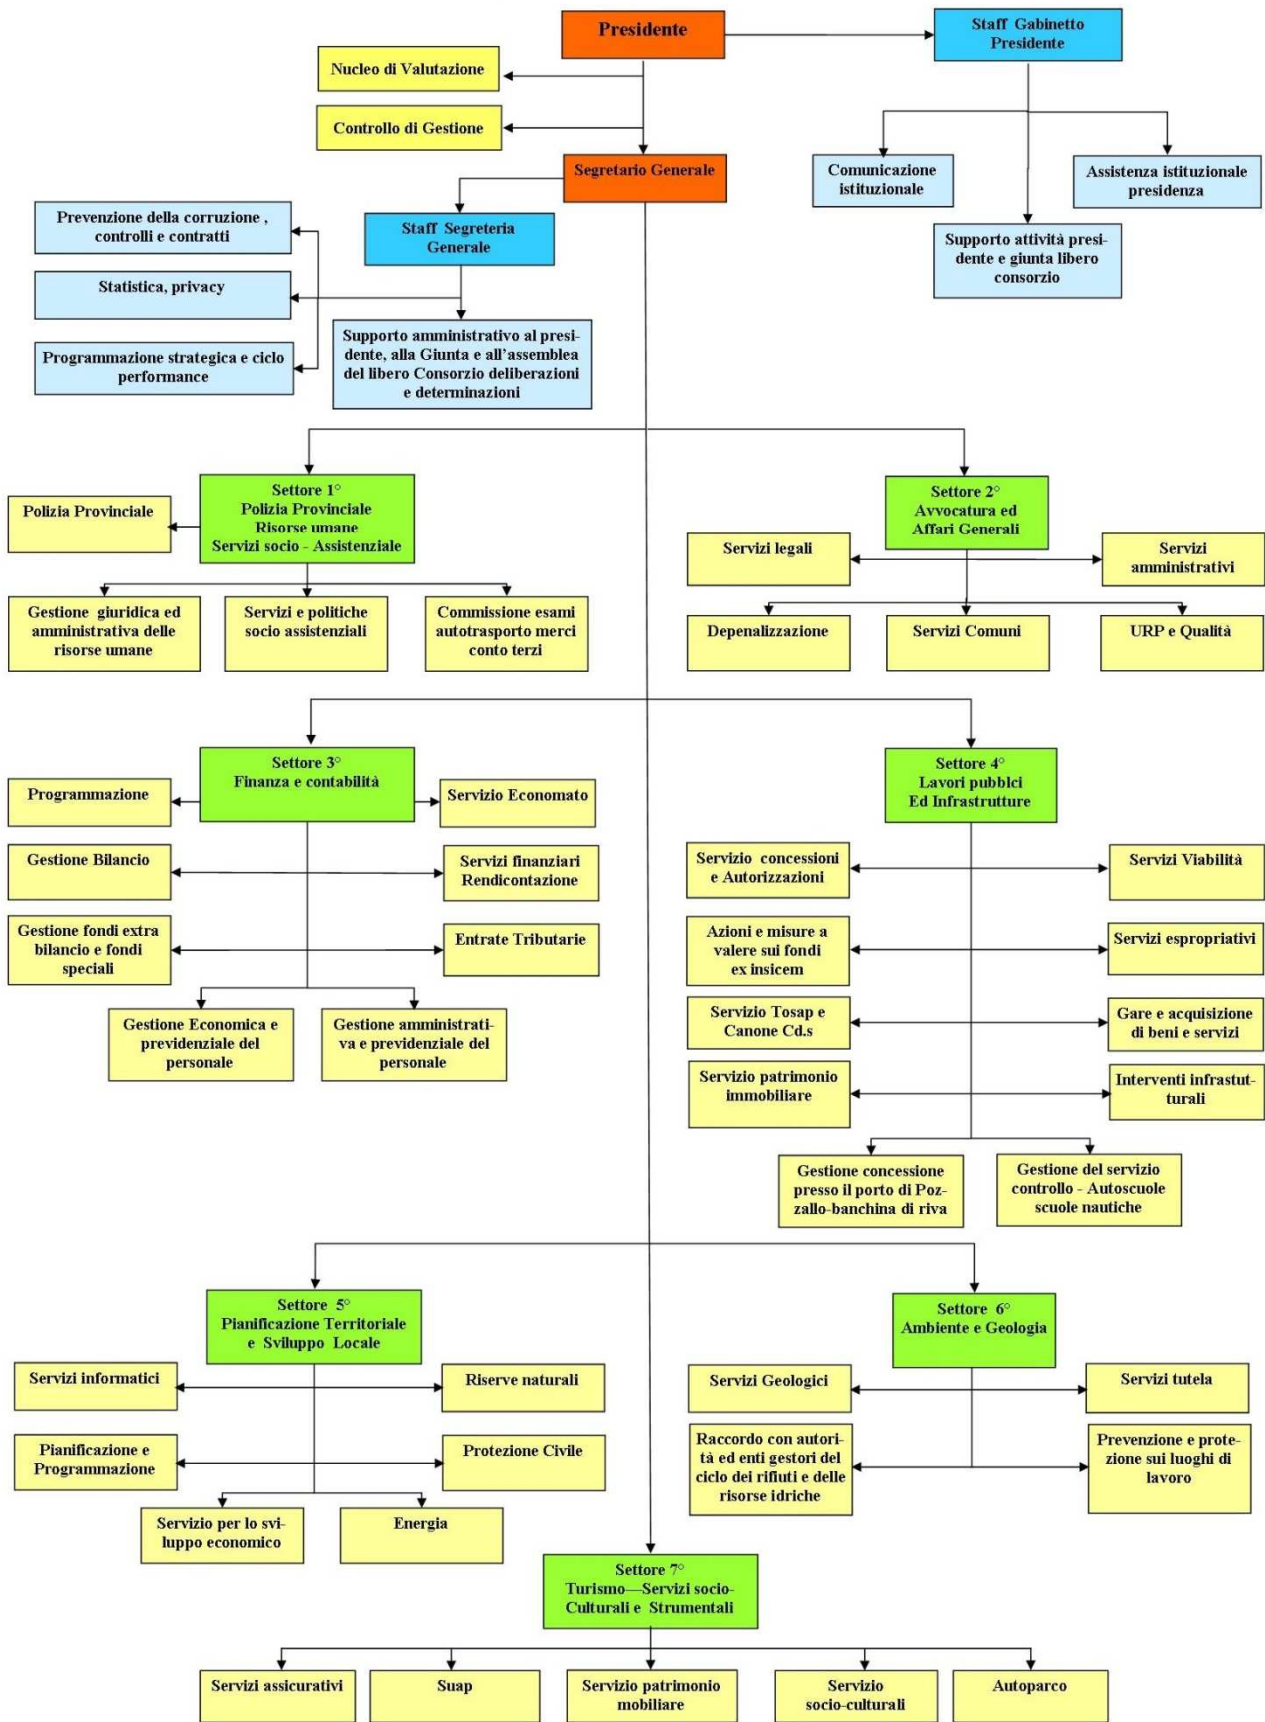 Presidente
Staff Gabinetto
Presidente
Nucleo di Valutazione
Controllo di Gestione
Segretario Generale
Comunicazione
istituzionale
Assistenza istituzionale
presidenza
Supporto attività presi-
dente e giunta libero
consorzio
Staff Segreteria
Generale
Prevenzione della corruzione ,
controlli e contratti
Statistica, privacy
Programmazione strategica e ciclo
performance
Supporto amministrativo al presi-
dente, alla Giunta e all'assemblea
del libero Consorzio deliberazioni
e determinazioni
Settore 1°
Polizia Provinciale
Risorse umane
Servizi socio - Assistenziale
Polizia Provinciale
Gestione giuridica ed
amministrativa delle
risorse umane
Servizi e politiche
socio assistenziali
Commissione esami
autotrasporto merci
conto terzi
Settore 2°
Avvocatura ed
Affari Generali
Servizi legali
Servizi
amministrativi
Depenalizzazione
Servizi Comuni
URP e Qualità
Settore 3°
Finanza e contabilità
Programmazione
Servizio Economato
Gestione Bilancio
Servizi finanziari
Rendicontazione
Gestione fondi extra
bilancio e fondi
speciali
Entrate Tributarie
Gestione Economica e
previdenziale del
personale
Gestione amministrati-
va e previdenziale del
personale
Settore 4°
Lavori pubblci
Ed Infrastrutture
Servizio concessioni
e Autorizzazioni
Servizi Viabilità
Azioni e misure a
valere sui fondi
ex insicem
Servizi espropriativi
Servizio Tosap e
Canone Cd.s
Gare e acquisizione
di beni e servizi
Servizio patrimonio
immobiliare
Interventi infrastut-
turali
Gestione concessione
presso il porto di Poz-
zallo-banchina di riva
Gestione del servizio
controllo - Autoscuole
scuole nautiche
Settore 5°
Pianificazione Territoriale
e Sviluppo Locale
Servizi informatici
Riserve naturali
Pianificazione e
Programmazione
Protezione Civile
Servizio per lo svi-
luppo economico
Energia
Settore 6°
Ambiente e Geologia
Servizi Geologici
Servizi tutela
Raccordo con autori-
tà ed enti gestori del
ciclo dei rifiuti e delle
risorse idriche
Prevenzione e prote-
zione sui luoghi di
lavoro
Settore 7°
Turismo—Servizi socio-
Culturali e Strumentali
Servizi assicurativi
Suap
Servizio patrimonio
mobiliare
Servizio
socio-culturali
Autoparco